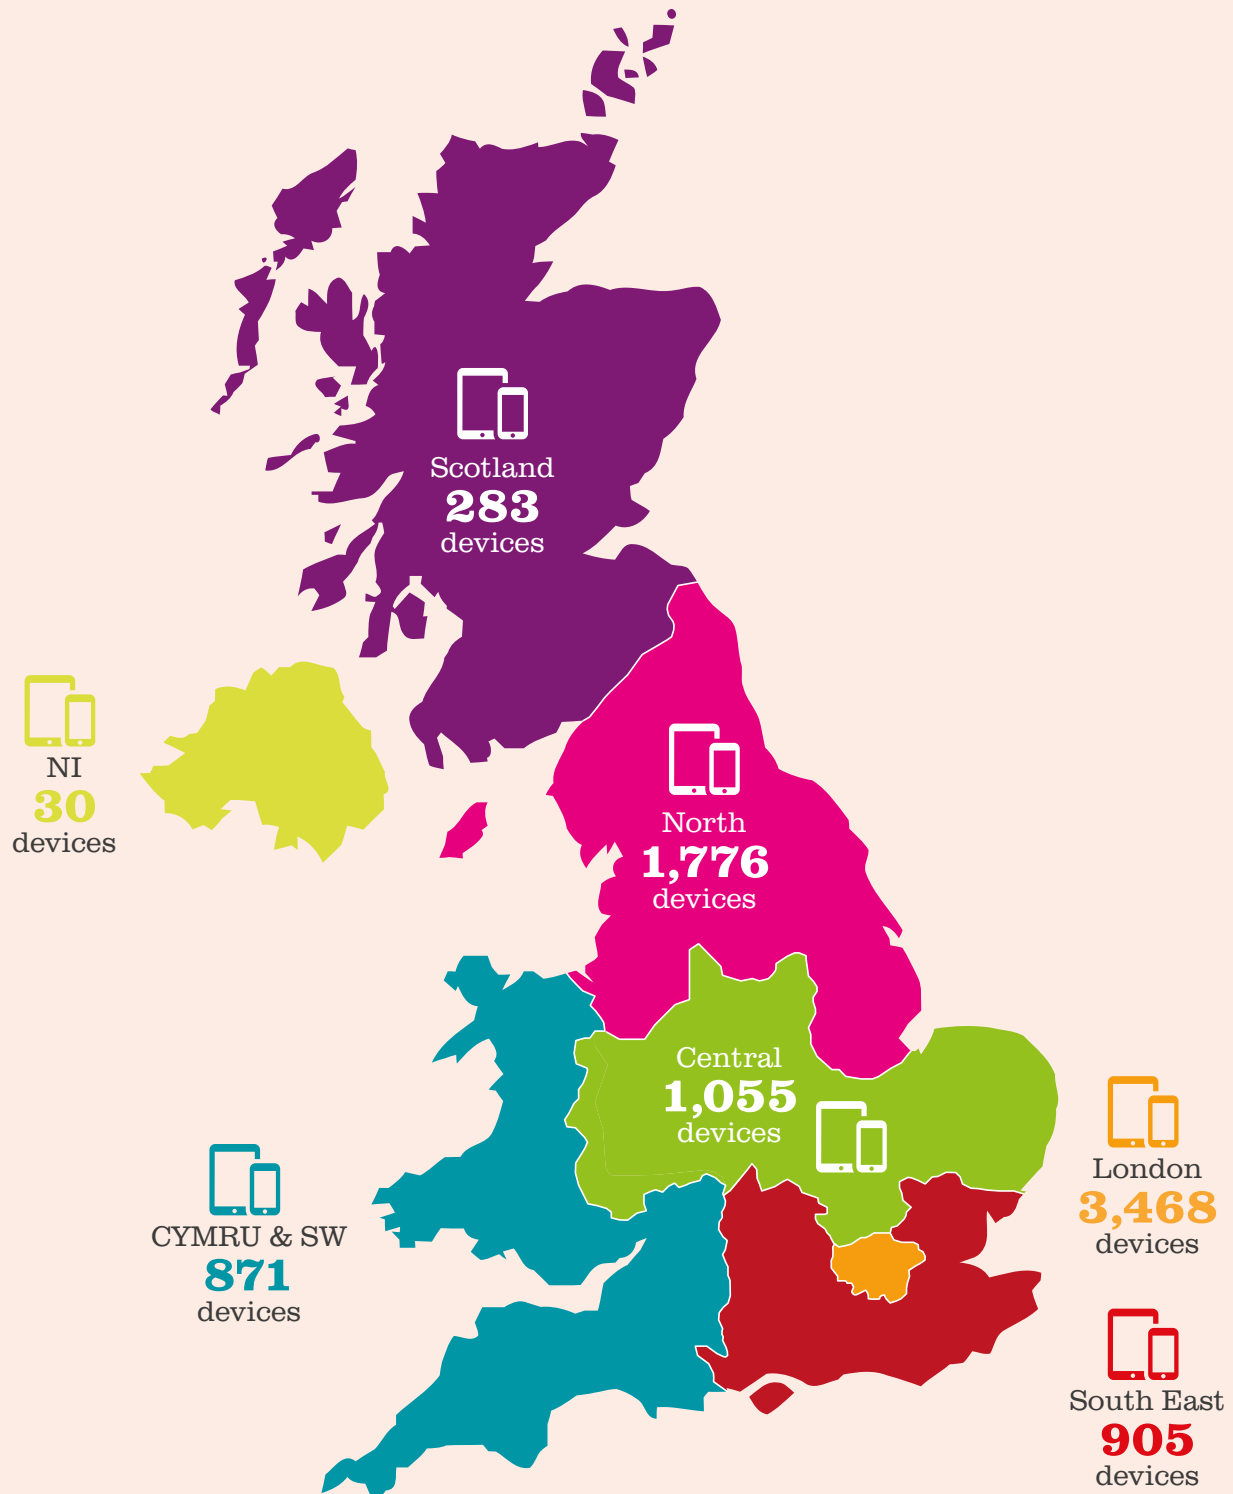 Scotland
283
devices
NI
30
devices
North
1,776
devices
Central
1,055
devices
London
3,468
devices
CYMRU & SW
871
devices
South East
905
devices